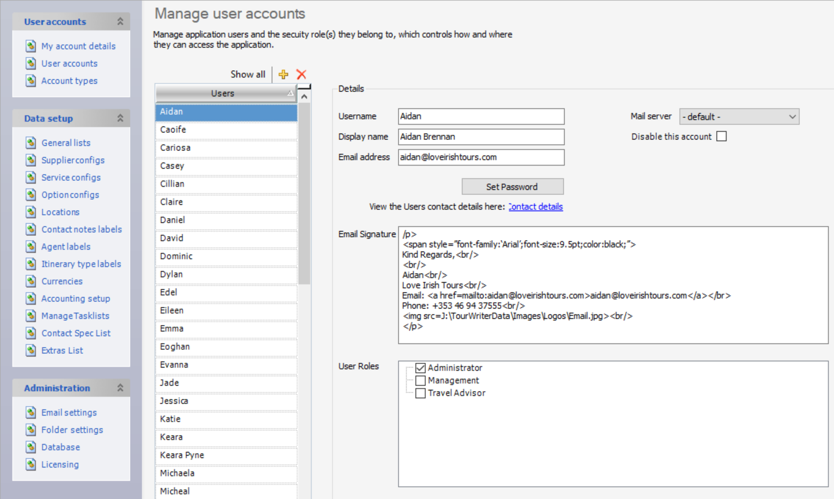 User accounts
My account details
User accounts
Account types
Data setup
General lists
Supplier configs
Service configs
Option configs
Locations
Contact notes labels
Agent labels
Itinerary type labels
Currencies
Accounting setup
Manage Tasklists
Contact Spec List
Extras List
Administration
Email settings
Folder settings
Database
Licensing
Manage user accounts
Manage application users and the secuity role(s) they belong to, which controls how and where
they can access the application.
Show all
Users
Aidan
Caoife
Cariosa
Casey
Cillian
Claire
Daniel
David
Dominic
Dylan
Edel
Eileen
Emma
Eoghan
Evanna
Jade
Jessica
Katie
Keara
Keara Pyne
Michaela
Micheal
Details
Username Aidan Mail server - default -
Display name Aidan Brennan Disable this account
Email address aidan@loveirishtours.com
Set Password
View the Users contact details here: Contact details
Email Signature
/p>
<span style="font-family:'Arial';font-size:9.5pt;color:black;">
Kind Regards,<br/>
<br/>
Aidan<br/>
Love Irish Tours<br/>
Email: <a href=mailto:aidan@loveirishtours.com>aidan@loveirishtours.com</a></br>
Phone: +353 46 94 37555<br/>
<img src=J:\TourWriterData\Images\Logos\Email.jpg><br/>
</p>
User Roles
Administrator
Management
Travel Advisor